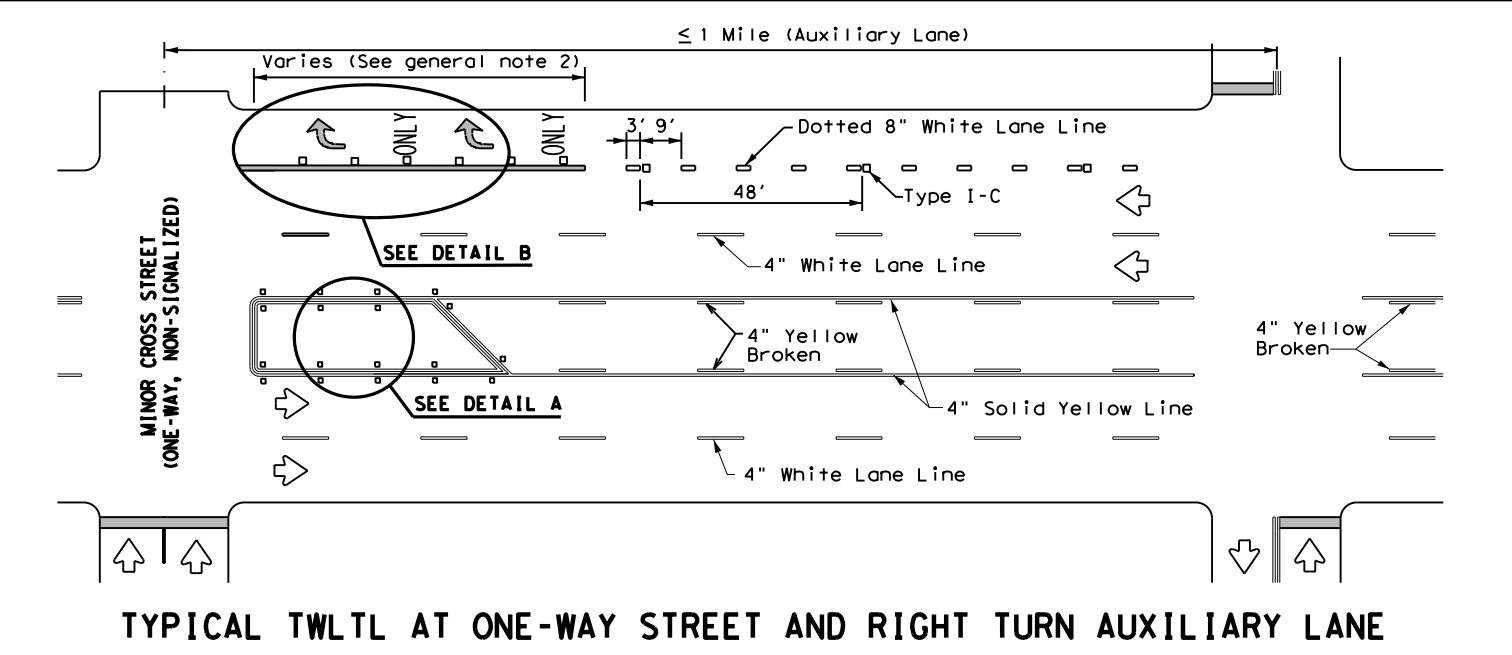 ≤ 1 Mile (Auxiliary Lane)
Varies (See general note 2)
ONLY
ONLY
3' 9'
Dotted 8" White Lane Line
48'
Type I-C
SEE DETAIL B
4" White Lane Line
MINOR CROSS STREET
(ONE-WAY, NON-SIGNALIZED)
4" Yellow
Broken
4" Yellow
Broken
SEE DETAIL A
4" Solid Yellow Line
4" White Lane Line
TYPICAL TWLTL AT ONE-WAY STREET AND RIGHT TURN AUXILIARY LANE